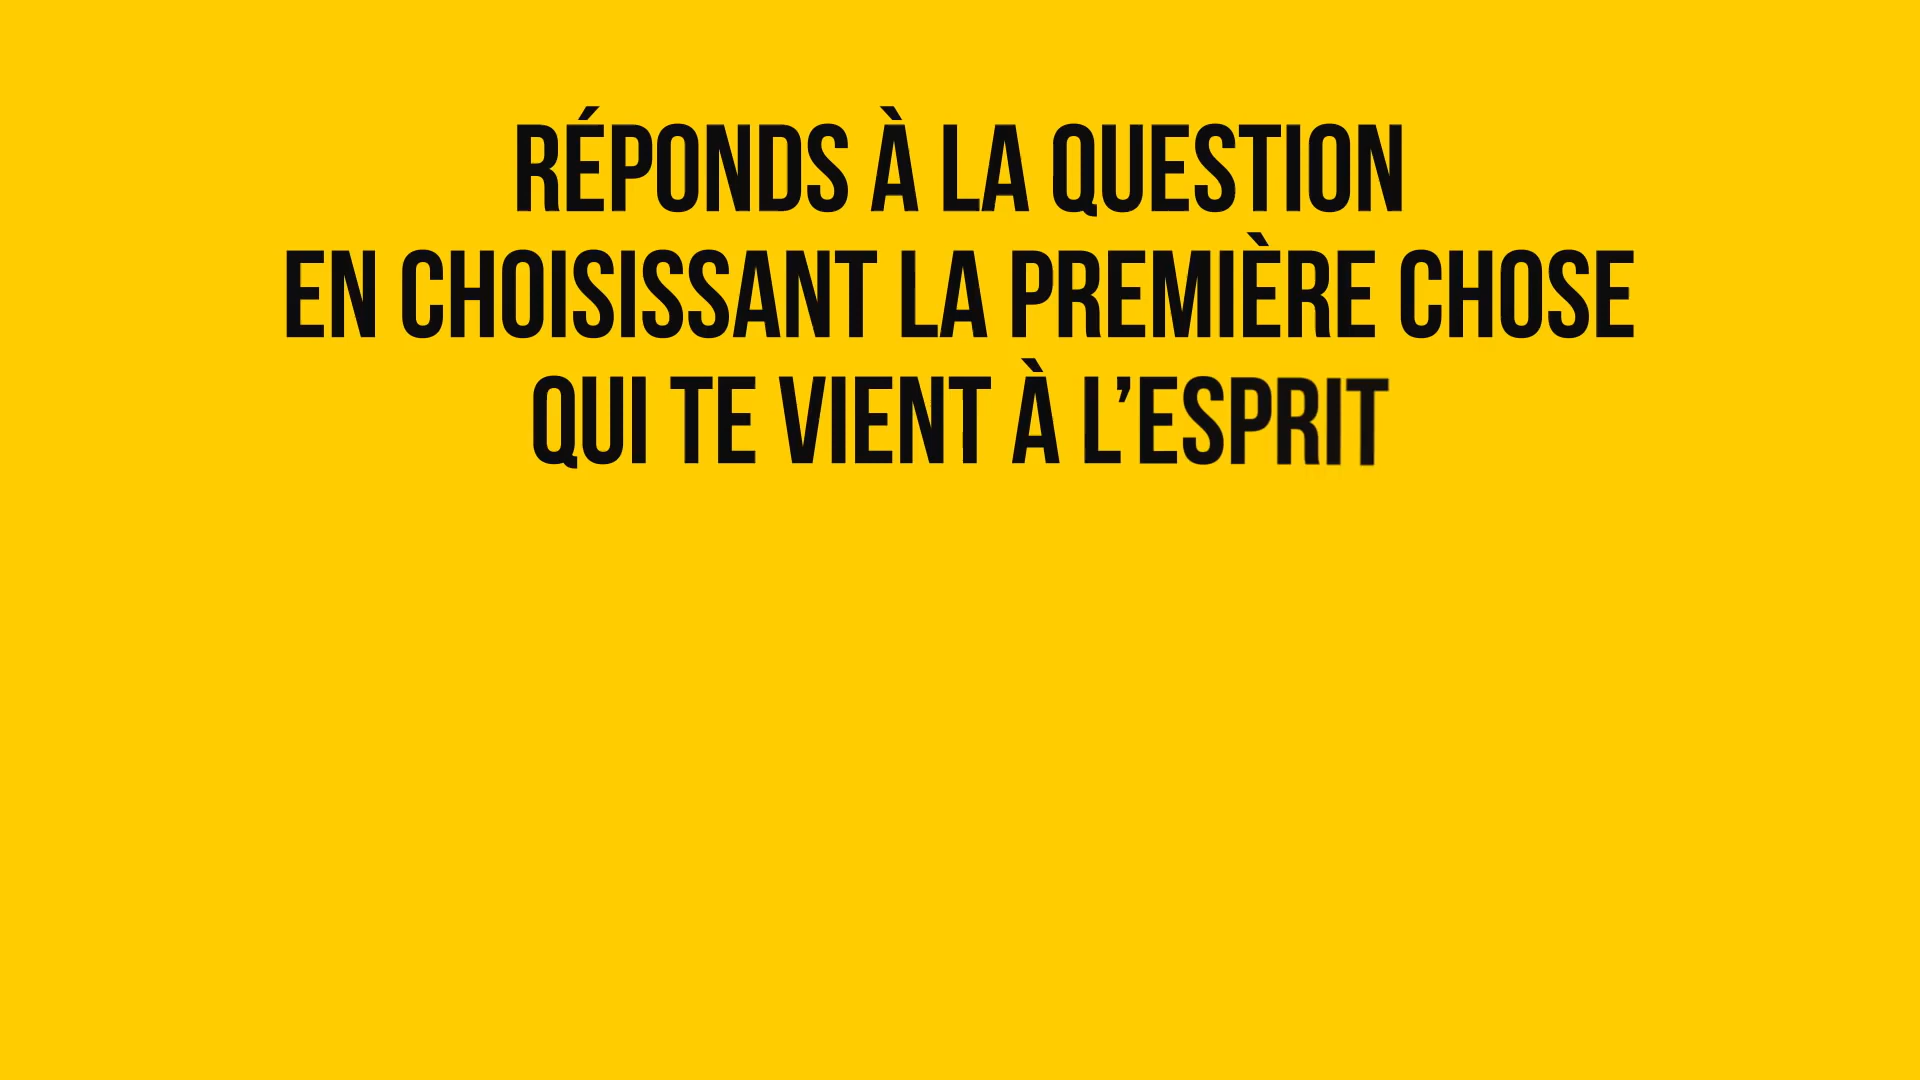 RÉPONDS À LA QUESTION
EN CHOISISSANT LA PREMIÈRE CHOSE
QUI TE VIENT À L’ESPRIT